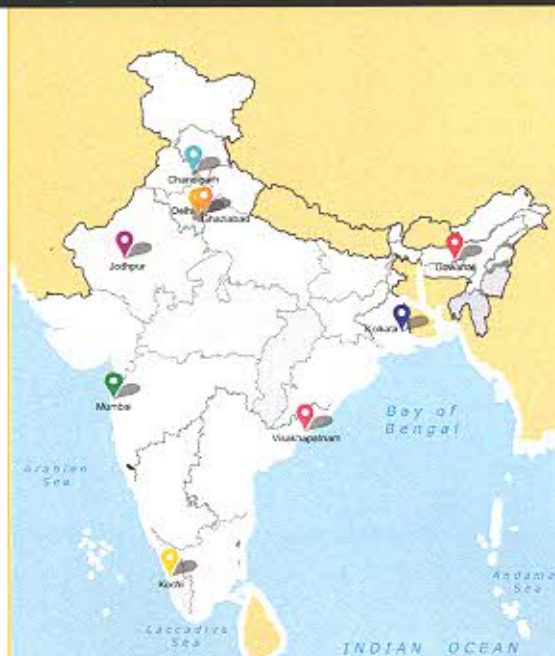 Chandigarh
Delhi
Ghaziabad
Jodhpur
Guwahati
Kolkata
Mumbai
Bay of
Bengal
Visakhapatnam
Arabian
Sea
Kochi
Andama
Sea
Laccadive
Sea
INDIAN OCEAN